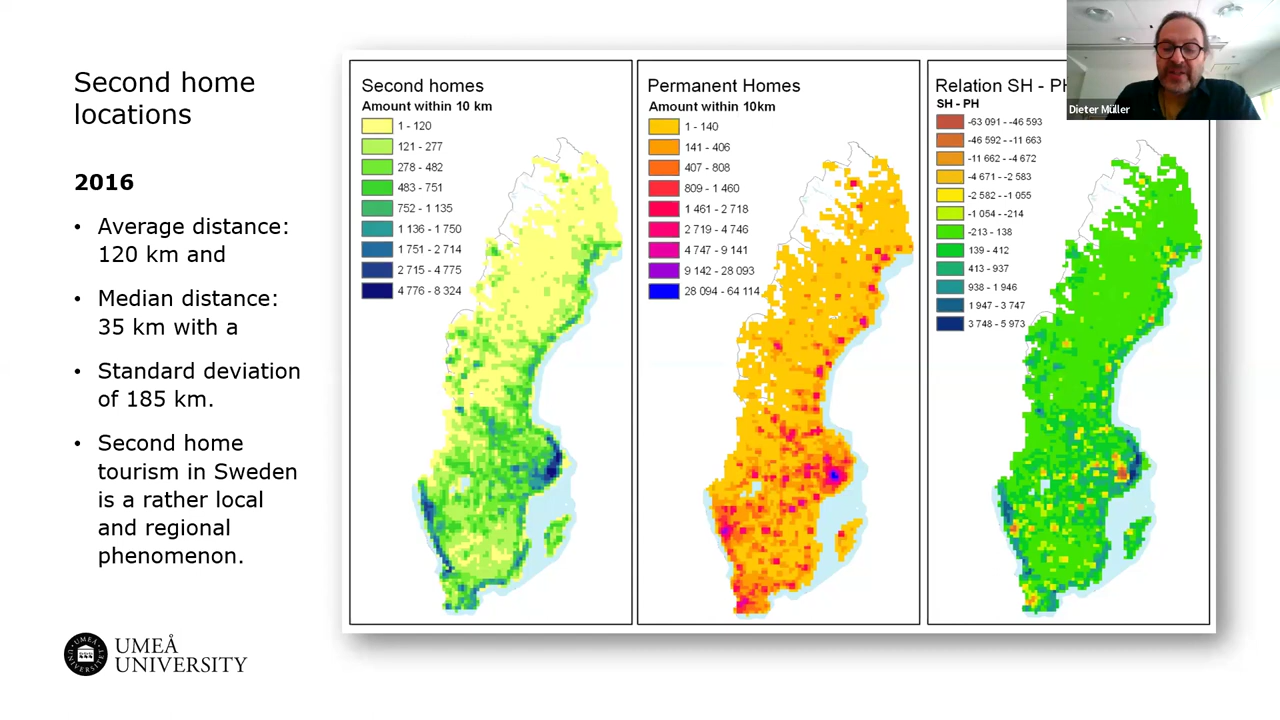 Second home
locations
2016
• Average distance:
120 km and
• Median distance:
35 km with a
• Standard deviation
of 185 km.
• Second home
tourism in Sweden
is a rather local
and regional
phenomenon.
UMEÅ
UNIVERSITY
Second homes
Amount within 10 km
1 - 120
121 - 277
278 - 482
483 - 751
752 - 1 135
1 136 - 1 750
1 751 - 2 714
2 715 - 4 775
4 776 - 8 324
Permanent Homes
Amount within 10km
1 - 140
141 - 406
407 - 808
809 - 1 460
1 461 - 2 718
2 719 - 4 746
4 747 - 9 141
9 142 - 28 093
28 094 - 64 114
Relation SH - PH
SH - PH
-63 091 - -46 593
-46 592 - -11 663
-11 662 - -4 672
-4 671 - -2 583
-2 582 - -1 055
-1 054 - -214
-213 - 138
139 - 412
413 - 937
938 - 1 946
1 947 - 3 747
3 748 - 5 973
Dieter Müller